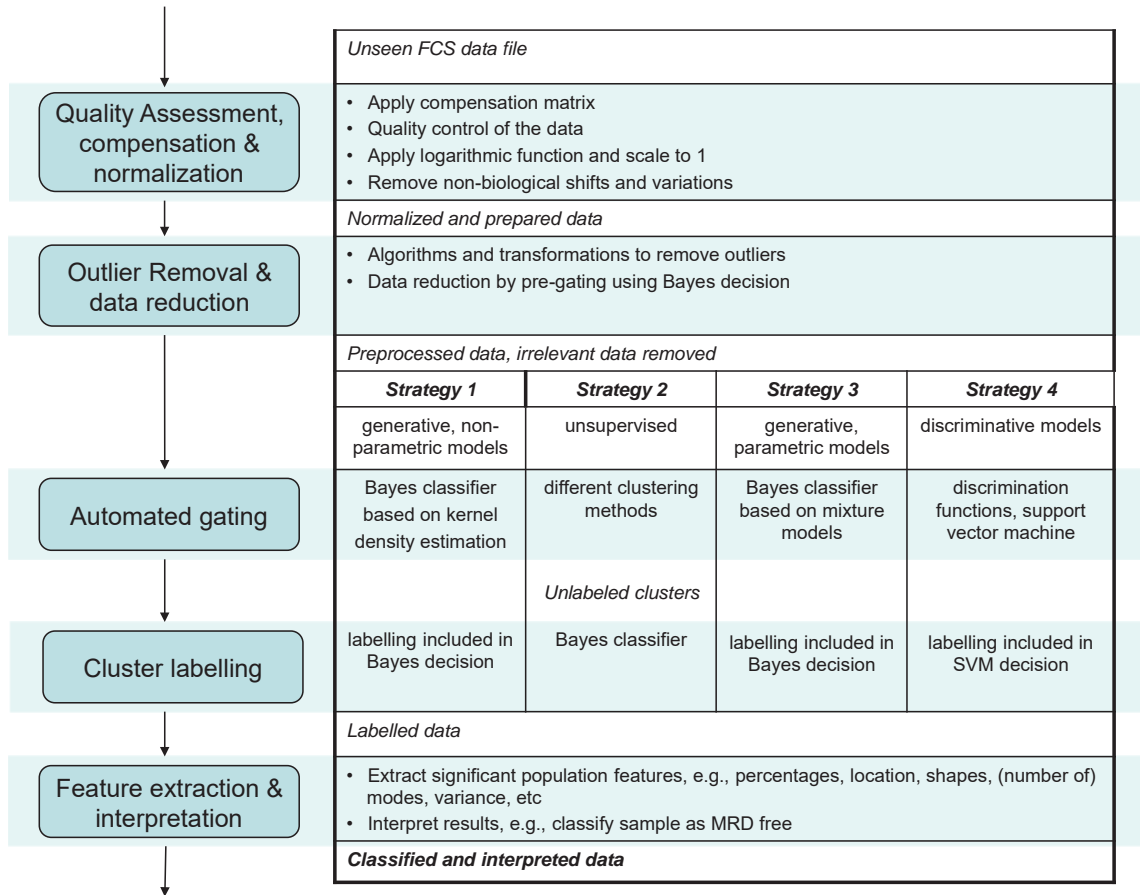 Unseen FCS data file
Quality Assessment,
compensation &
normalization
• Apply compensation matrix
• Quality control of the data
• Apply logarithmic function and scale to 1
• Remove non-biological shifts and variations
Normalized and prepared data
Outlier Removal &
data reduction
• Algorithms and transformations to remove outliers
• Data reduction by pre-gating using Bayes decision
Preprocessed data, irrelevant data removed
Strategy 1
Strategy 2
Strategy 3
Strategy 4
generative, non-
parametric models
unsupervised
generative,
parametric models
discriminative models
Automated gating
Bayes classifier
based on kernel
density estimation
different clustering
methods
Bayes classifier
based on mixture
models
discrimination
functions, support
vector machine
Unlabeled clusters
Cluster labelling
labelling included in
Bayes decision
Bayes classifier
labelling included in
Bayes decision
labelling included in
SVM decision
Labelled data
Feature extraction &
interpretation
• Extract significant population features, e.g., percentages, location, shapes, (number of)
modes, variance, etc
• Interpret results, e.g., classify sample as MRD free
Classified and interpreted data